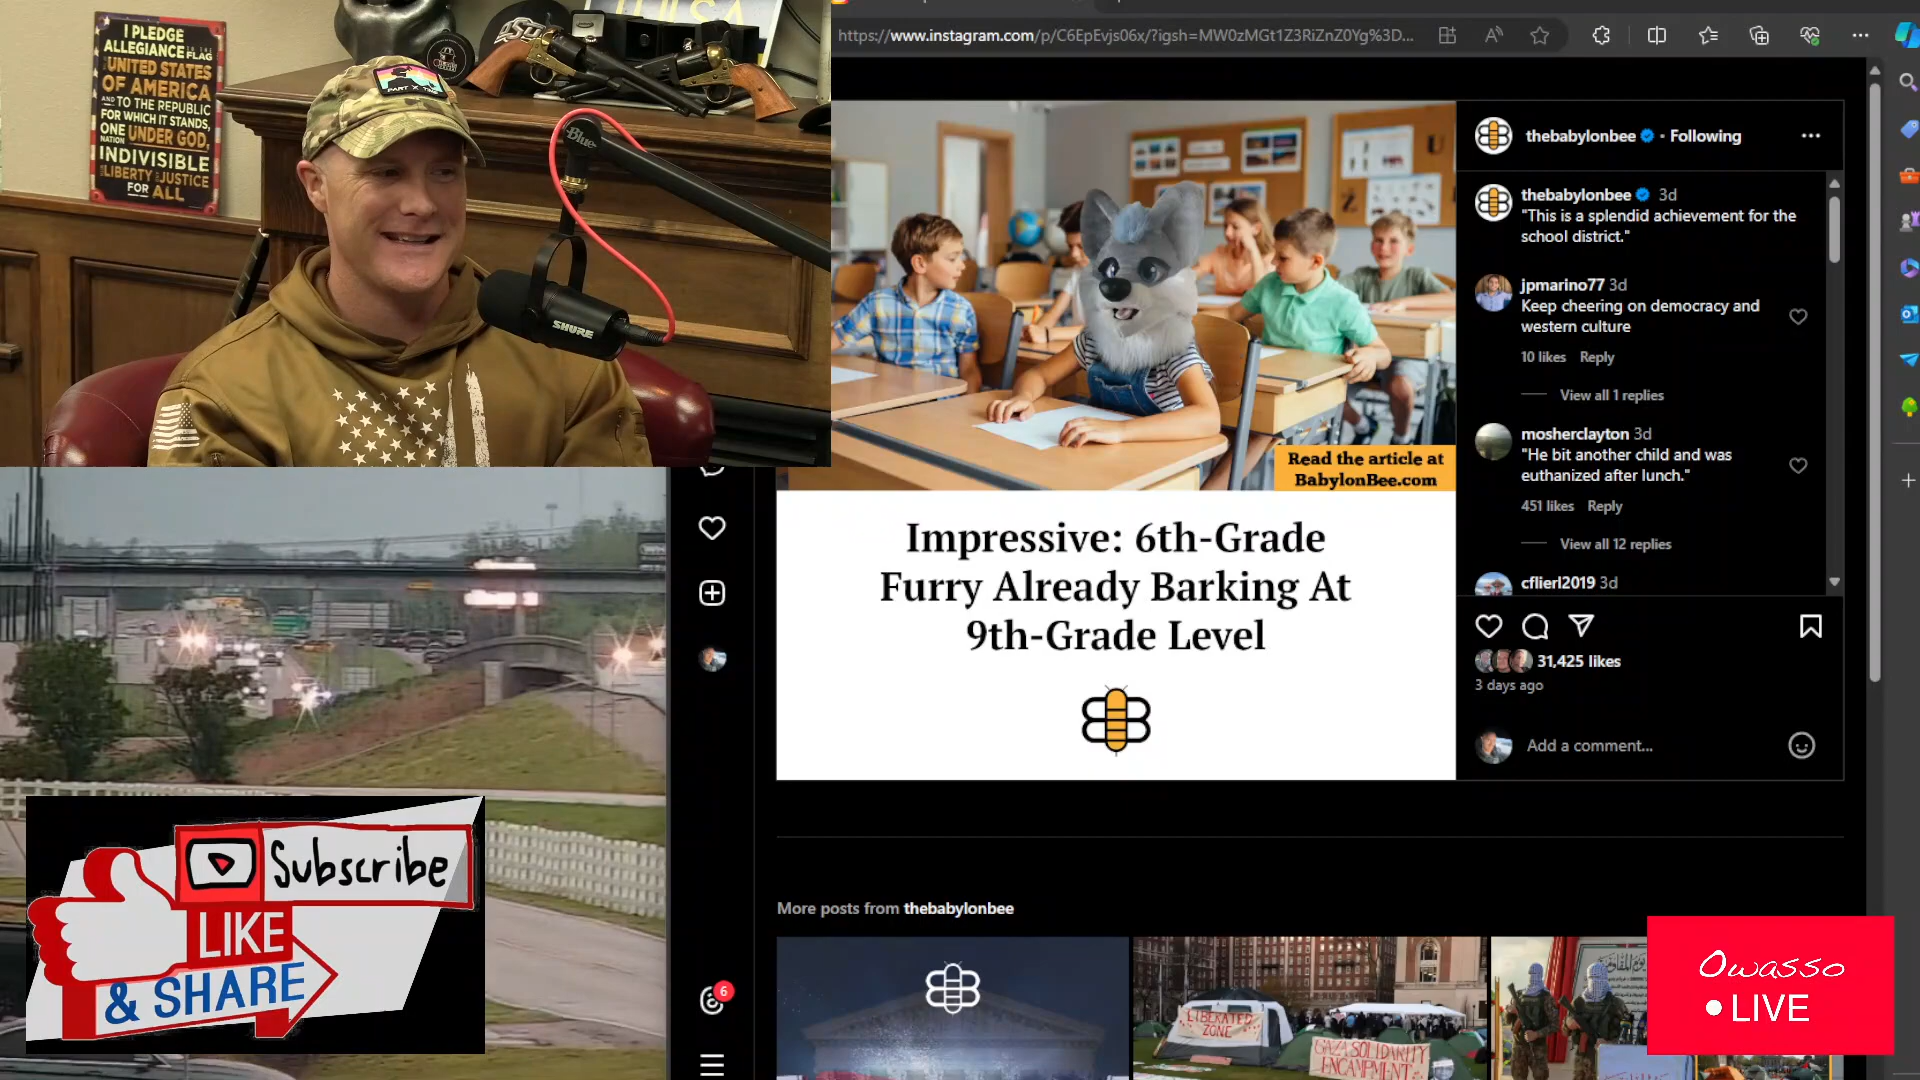 I PLEDGE
ALLEGIANCE TO THE FLAG
UNITED STATES
OF AMERICA
AND TO THE REPUBLIC
FOR WHICH IT STANDS,
ONE NATION UNDER GOD,
INDIVISIBLE
LIBERTY AND JUSTICE
FOR ALL
PART X TIME
Blue
SHURE
https://www.instagram.com/p/C6EpEvjs06x/?igsh=MW0zMGt1Z3RiZnZ0Yg%3D...
Read the article at
BabylonBee.com
Impressive: 6th-Grade
Furry Already Barking At
9th-Grade Level
thebabylonbee • Following
thebabylonbee 3d
"This is a splendid achievement for the
school district."
jpmarino77 3d
Keep cheering on democracy and
western culture
10 likes Reply
View all 1 replies
mosherclayton 3d
"He bit another child and was
euthanized after lunch."
451 likes Reply
View all 12 replies
cflierl2019 3d
31,425 likes
3 days ago
Add a comment...
6
More posts from thebabylonbee
LIBERATED
ZONE
GAZA SOLIDARITY
ENCAMPMENT
Subscribe
LIKE
& SHARE
Owasso
LIVE